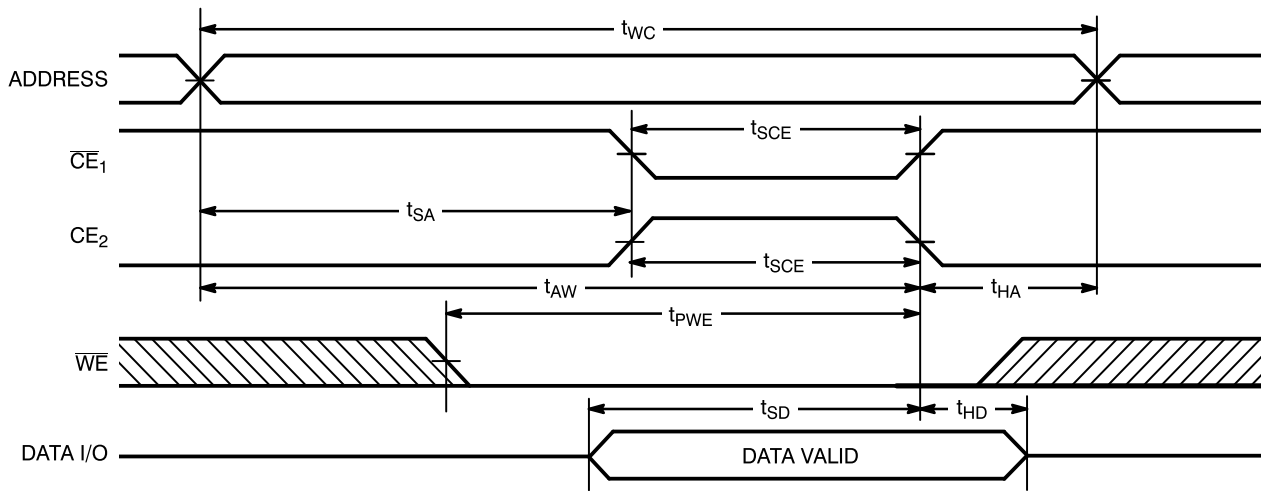 tWC
ADDRESS
tSCE
CE1
tSA
CE2
tSCE
tAW
tHA
tPWE
WE
tSD
tHD
DATA I/O
DATA VALID